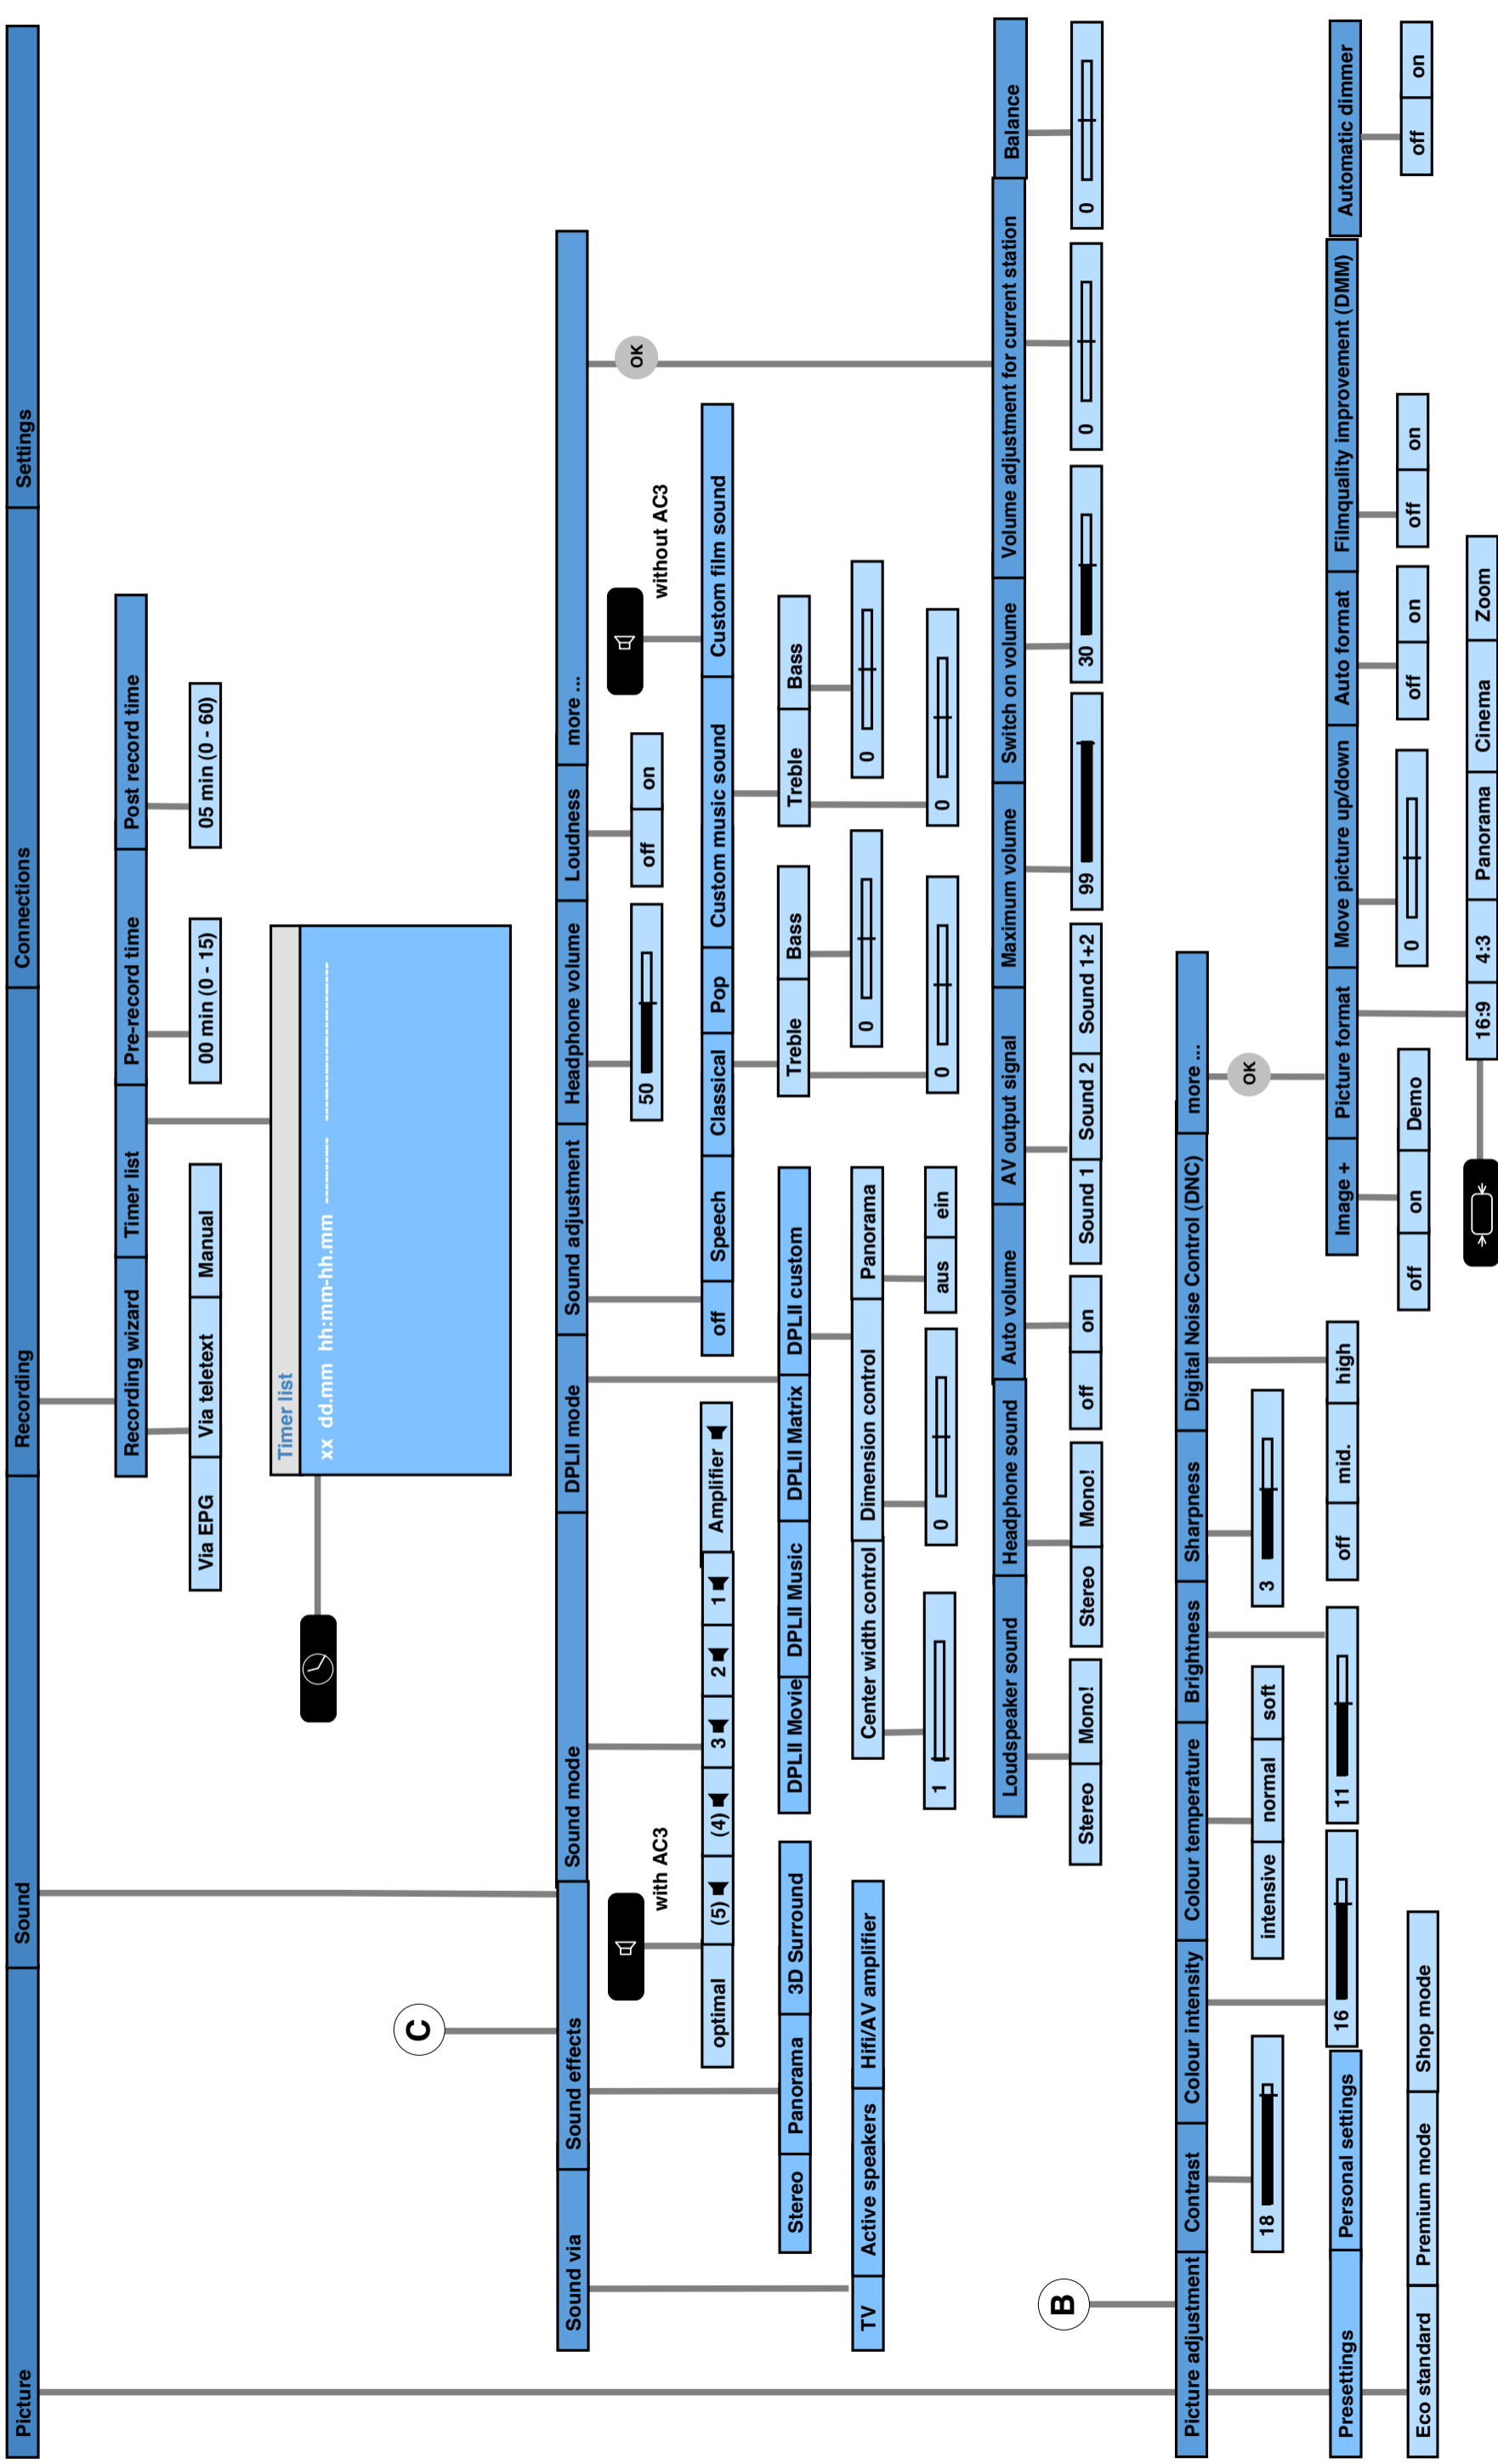 Picture Sound Recording Connections Settings
Recording wizard Timer list Pre-record time Post record time
Via EPG Via teletext Manual 00 min (0 - 15) 05 min (0 - 60)
Timer list
xx dd.mm hh:mm-hh.mm ---------- ------------------------
C
Sound via Sound effects Sound mode DPLII mode Sound adjustment Headphone volume Loudness more ...
OK
with AC3
50
off on
without AC3
optimal (5) (4) 3 2 1 Amplifier
off Speech Classical Pop Custom music sound Custom film sound
Stereo Panorama 3D Surround
DPLII Movie DPLII Music DPLII Matrix DPLII custom
Treble Bass
Treble Bass
TV Active speakers Hifi/AV amplifier
Center width control Dimension control Panorama
0
0
1
0
aus ein
0
0
Loudspeaker sound Headphone sound Auto volume AV output signal Maximum volume Switch on volume Volume adjustment for current station Balance
Stereo Mono! Stereo Mono! off on Sound 1 Sound 2 Sound 1+2 99 30 0 0
B
Picture adjustment Contrast Colour intensity Colour temperature Brightness Sharpness Digital Noise Control (DNC) more ...
18
intensive normal soft
3
OK
Presettings Personal settings
16
11
off mid. high
Image + Picture format Move picture up/down Auto format Filmquality improvement (DMM) Automatic dimmer
Eco standard Premium mode Shop mode
off on Demo
0
off on
off on
off on
16:9 4:3 Panorama Cinema Zoom